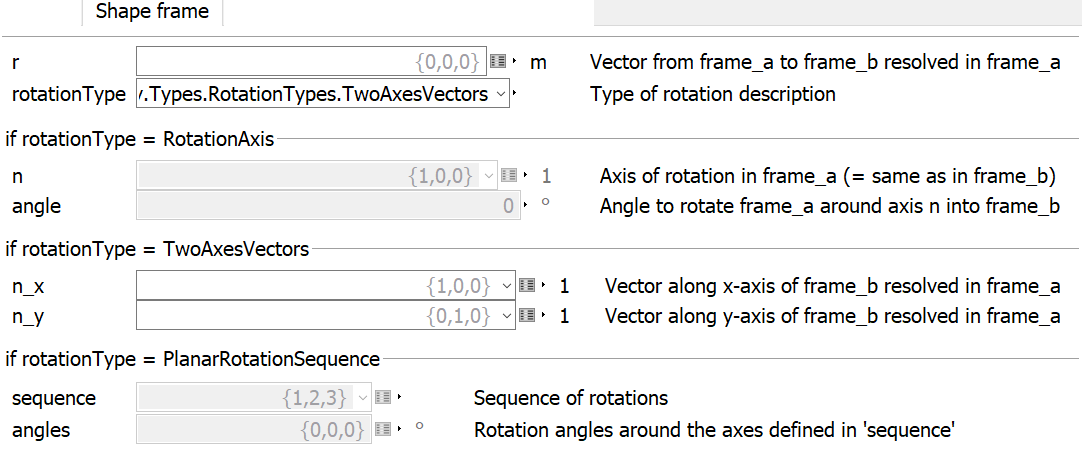 Shape frame
r {0,0,0} m Vector from frame_a to frame_b resolved in frame_a
rotationType .Types.RotationTypes.TwoAxesVectors Type of rotation description
if rotationType = RotationAxis
n {1,0,0} 1 Axis of rotation in frame_a (= same as in frame_b)
angle 0 ° Angle to rotate frame_a around axis n into frame_b
if rotationType = TwoAxesVectors
n_x {1,0,0} 1 Vector along x-axis of frame_b resolved in frame_a
n_y {0,1,0} 1 Vector along y-axis of frame_b resolved in frame_a
if rotationType = PlanarRotationSequence
sequence {1,2,3} Sequence of rotations
angles {0,0,0} ° Rotation angles around the axes defined in 'sequence'